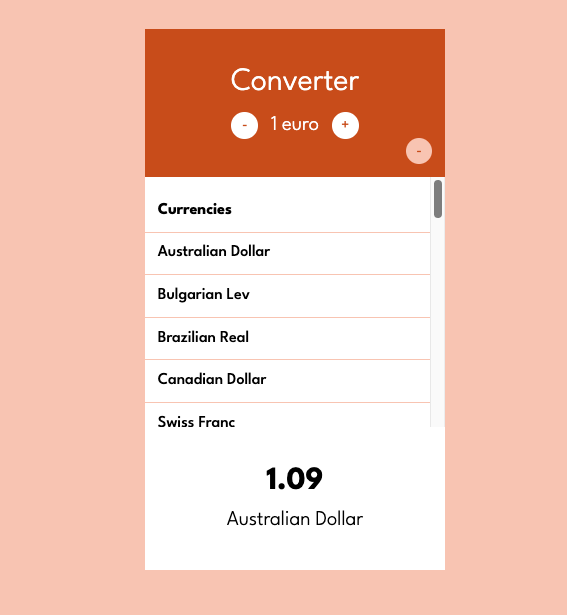 Converter
- 1 euro +
-
Currencies
Australian Dollar
Bulgarian Lev
Brazilian Real
Canadian Dollar
Swiss Franc
1.09
Australian Dollar